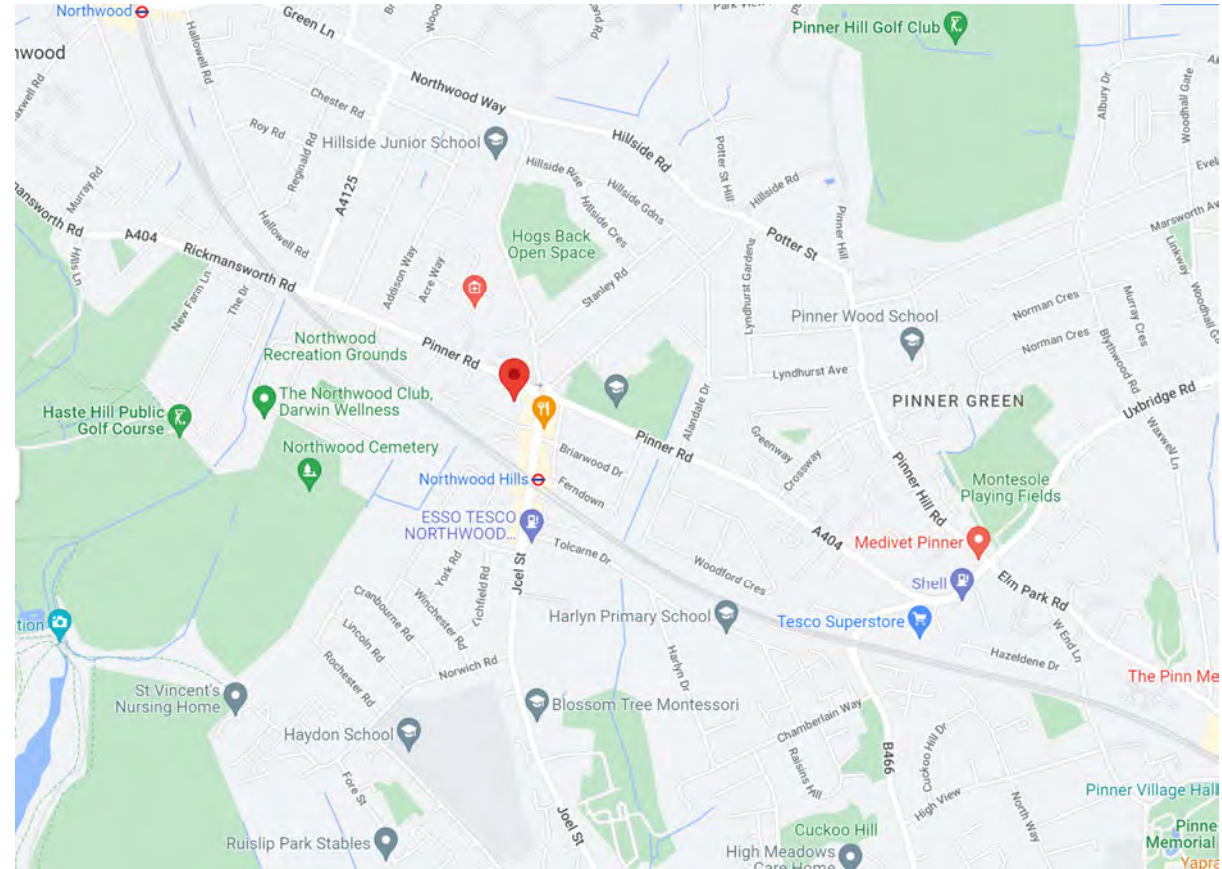 Northwood
Green Ln
Pinner Hill Golf Club
nwood
Hallowell Rd
Northwood Way
Chester Rd
Albury Dr
Woodhall Gate
Maxwell Rd
Roy Rd
Hillside Junior School
Hillside Rd
Reginald Rd
A4125
Hillside Rise
Hillside Gdns
Hillside Cres
Potter St Hill
Hillside Rd
Murray Rd
Hallowell Rd
Pinner Hill
Marsworth Av
mansworth Rd
A404
Rickmansworth Rd
Hogs Back
Open Space
Potter St
Linkway
Hills Ln
New Farm Ln
The Dr
Addison Way
Acre Way
Stanley Rd
Lyndhurst Gardens
Woodhall Ga
Pinner Wood School
Norman Cres
Murray Cres
Northwood
Recreation Grounds
Pinner Rd
Norman Cres
Blythwood Rd
Lyndhurst Ave
The Northwood Club,
Darwin Wellness
PINNER GREEN
Uxbridge Rd
Haste Hill Public
Golf Course
Alandale Dr
Northwood Cemetery
Pinner Rd
Greenway
Crossway
Waxwell Ln
Briarwood Dr
Pinner Hill Rd
Northwood Hills
Ferndown
Montesole
Playing Fields
ESSO TESCO
NORTHWOOD...
A404
Medivet Pinner
Tolcarne Dr
York Rd
Joel St
Woodford Cres
Shell
Elm Park Rd
Cranbourne Rd
Winchester Rd
Lichfield Rd
Harlyn Primary School
Tesco Superstore
W End Ln
tion
Lincoln Rd
Norwich Rd
Harlyn Dr
Hazeldene Dr
Rochester Rd
The Pinn Me
St Vincent's
Nursing Home
Blossom Tree Montessori
Haydon School
Chamberlain Way
B466
Cuckoo Hill Dr
Raisins Hill
Fore St
High View
North Way
Pinner Village Hall
Joel St
Cuckoo Hill
Pinne
Memorial
Ruislip Park Stables
High Meadows
Care Home
Yapra